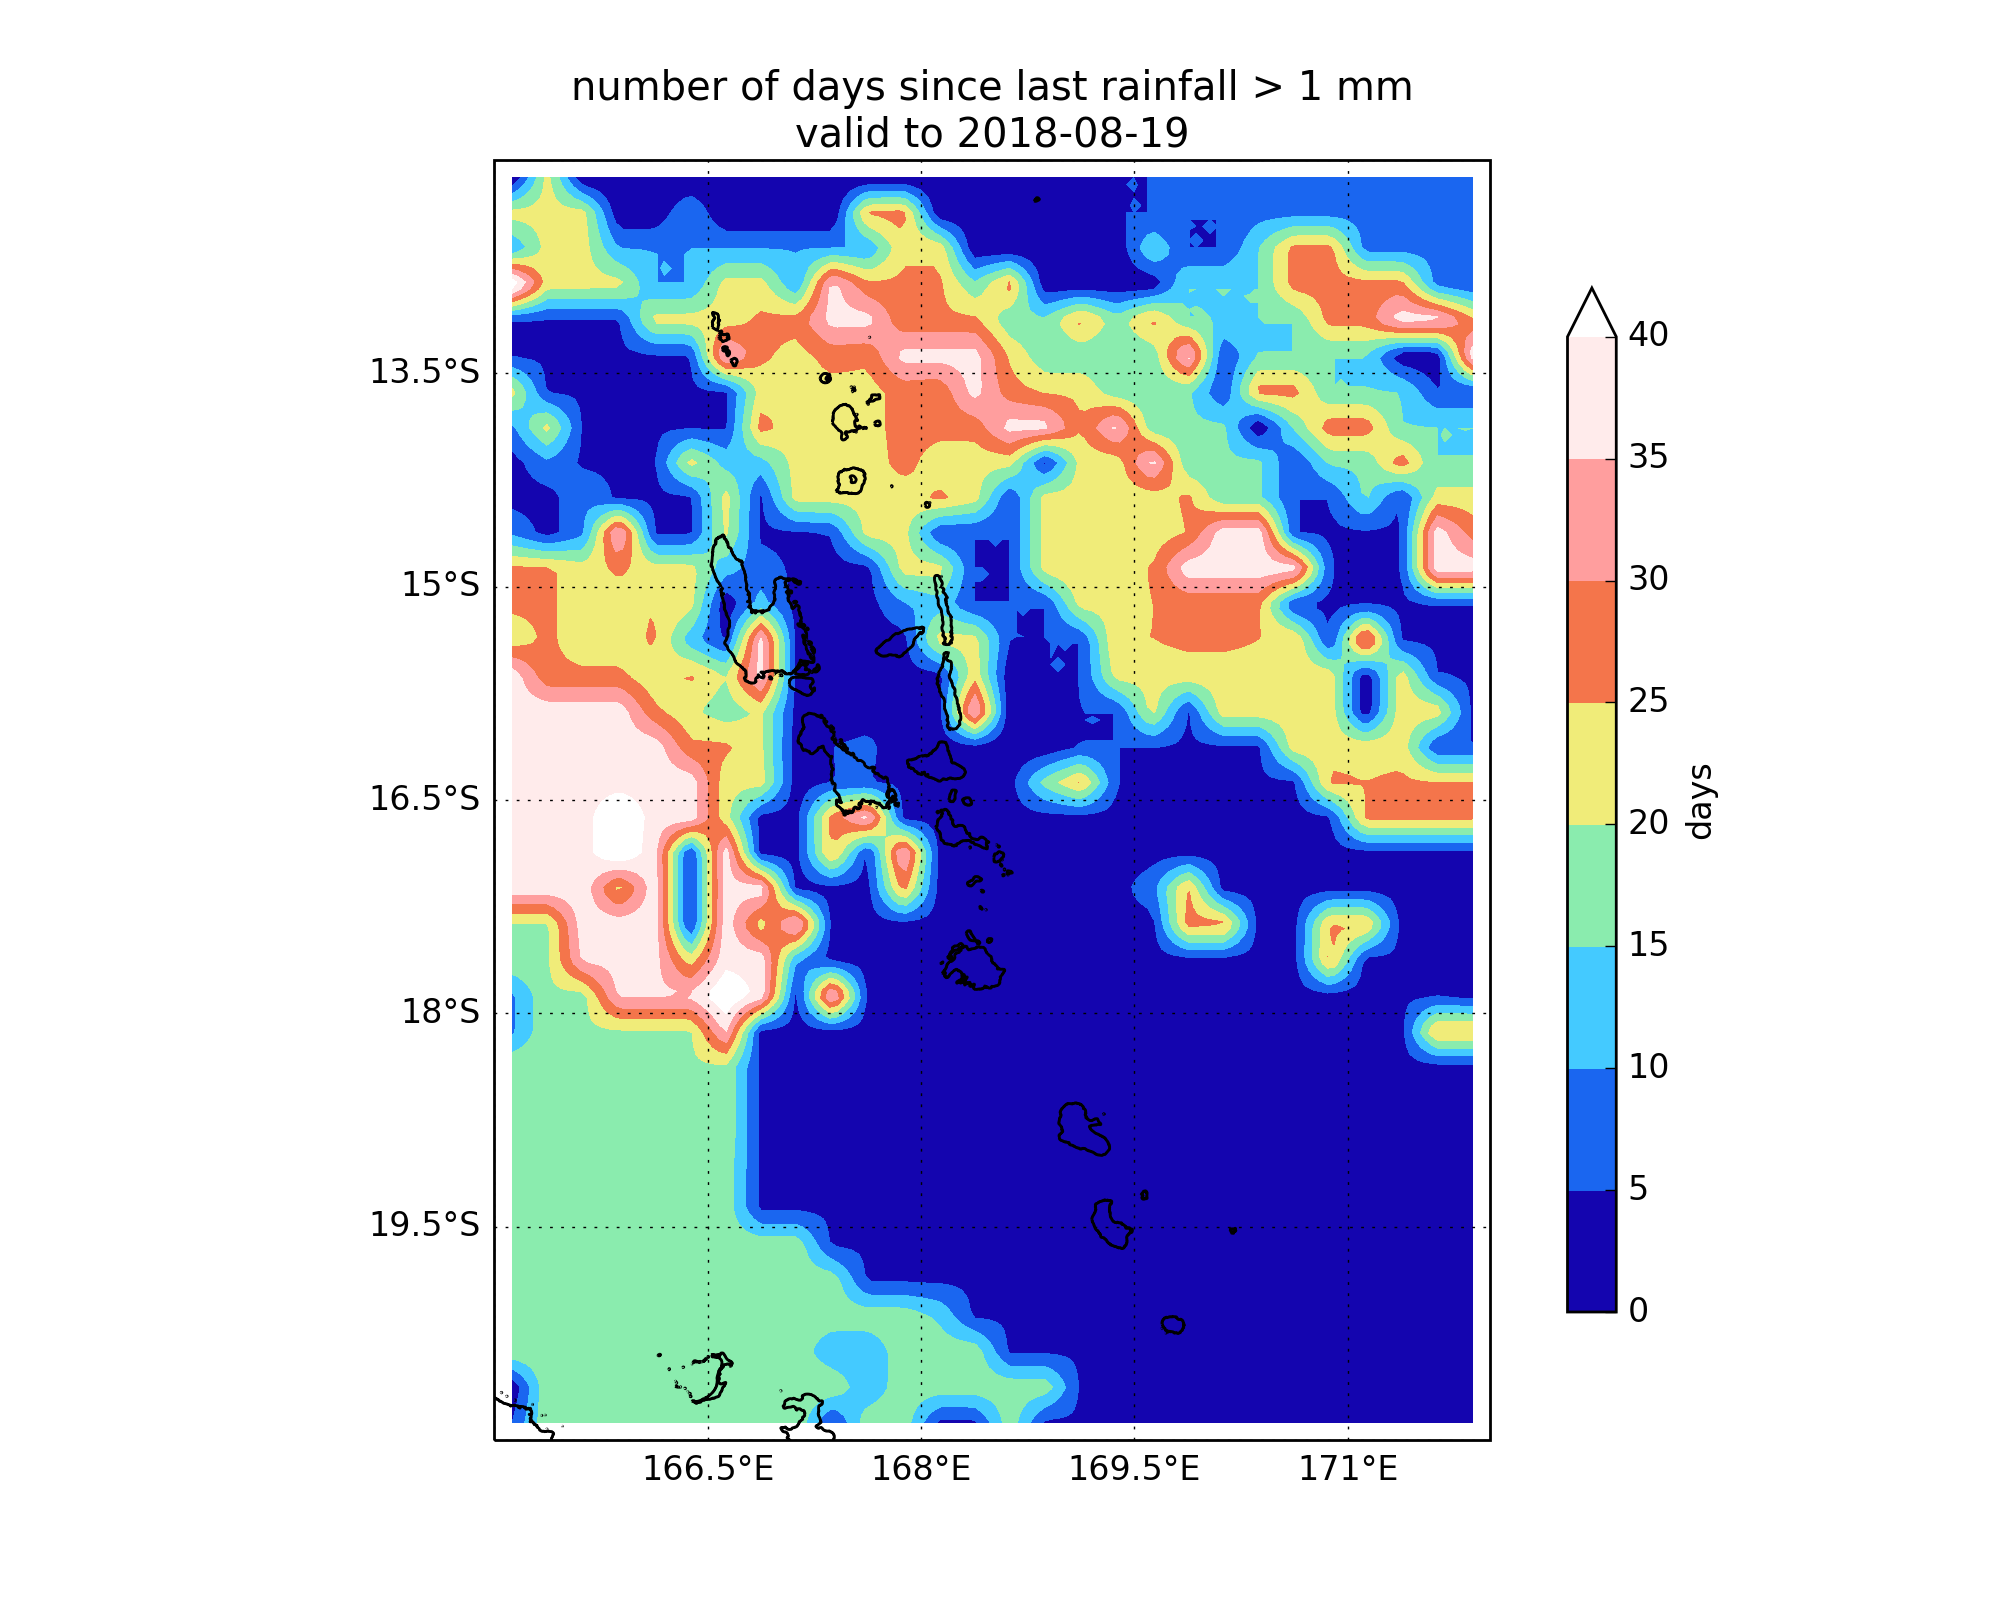 number of days since last rainfall > 1 mm
valid to 2018-08-19
13.5°S
15°S
16.5°S
18°S
19.5°S
166.5°E
168°E
169.5°E
171°E
40
35
30
25
20
15
10
5
0
days